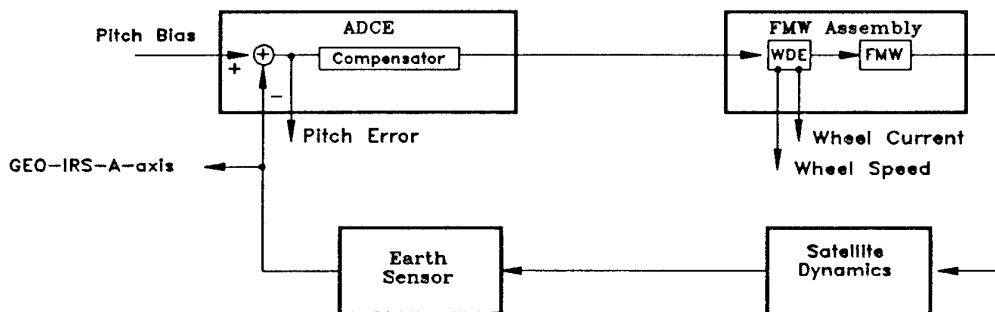 ADCE
FMW Assembly
Pitch Bias
+
+
Compensator
WDE
FMW
−
Pitch Error
Wheel Current
GEO-IRS-A-axis
Wheel Speed
Earth
Sensor
Satellite
Dynamics